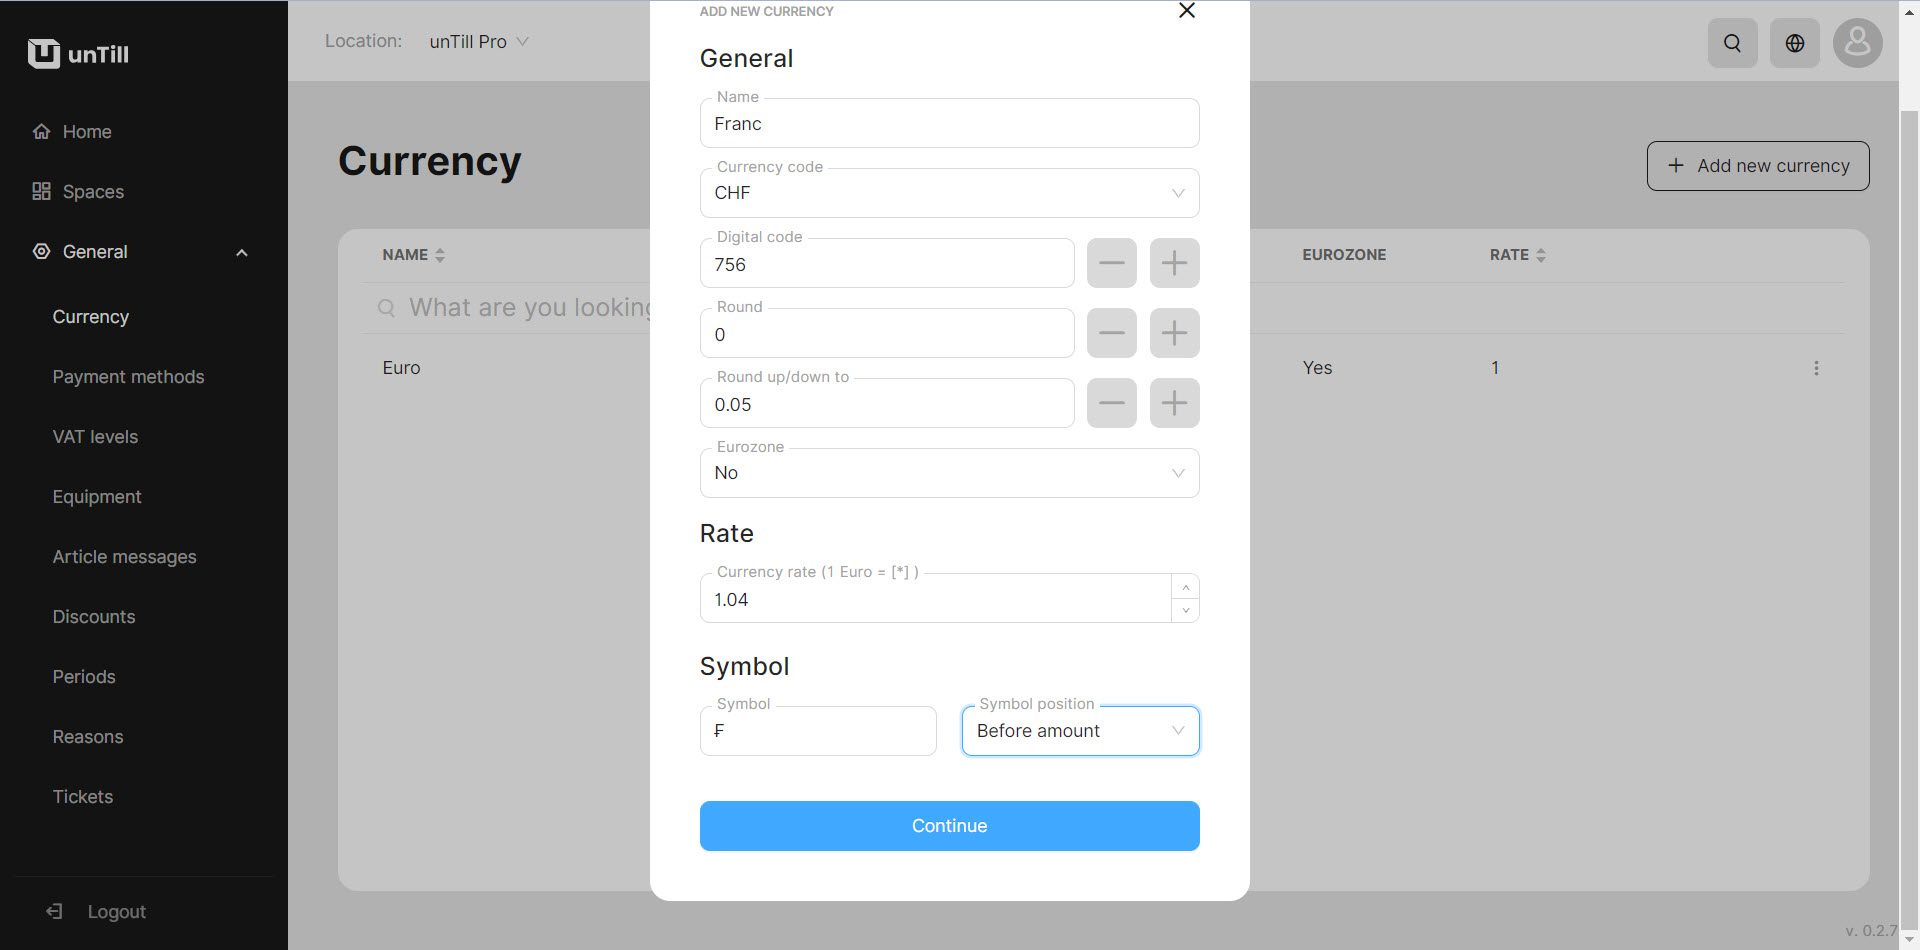 unTill
Home
Spaces
General
Currency
Payment methods
VAT levels
Equipment
Article messages
Discounts
Periods
Reasons
Tickets
Logout
Location: unTill Pro
Currency
+ Add new currency
NAME EUROZONE RATE
What are you looking
Euro Yes 1
ADD NEW CURRENCY
General
Name
Franc
Currency code
CHF
Digital code
756
Round
0
Round up/down to
0.05
Eurozone
No
Rate
Currency rate (1 Euro = [*] )
1.04
Symbol
Symbol
₣
Symbol position
Before amount
Continue
v. 0.2.7